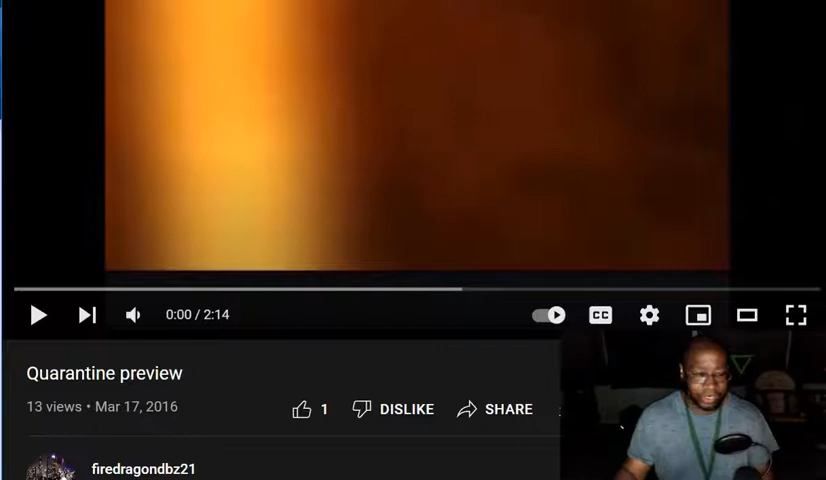 0:00 / 2:14
CC
Quarantine preview
13 views • Mar 17, 2016
1 DISLIKE SHARE
firedragondbz21